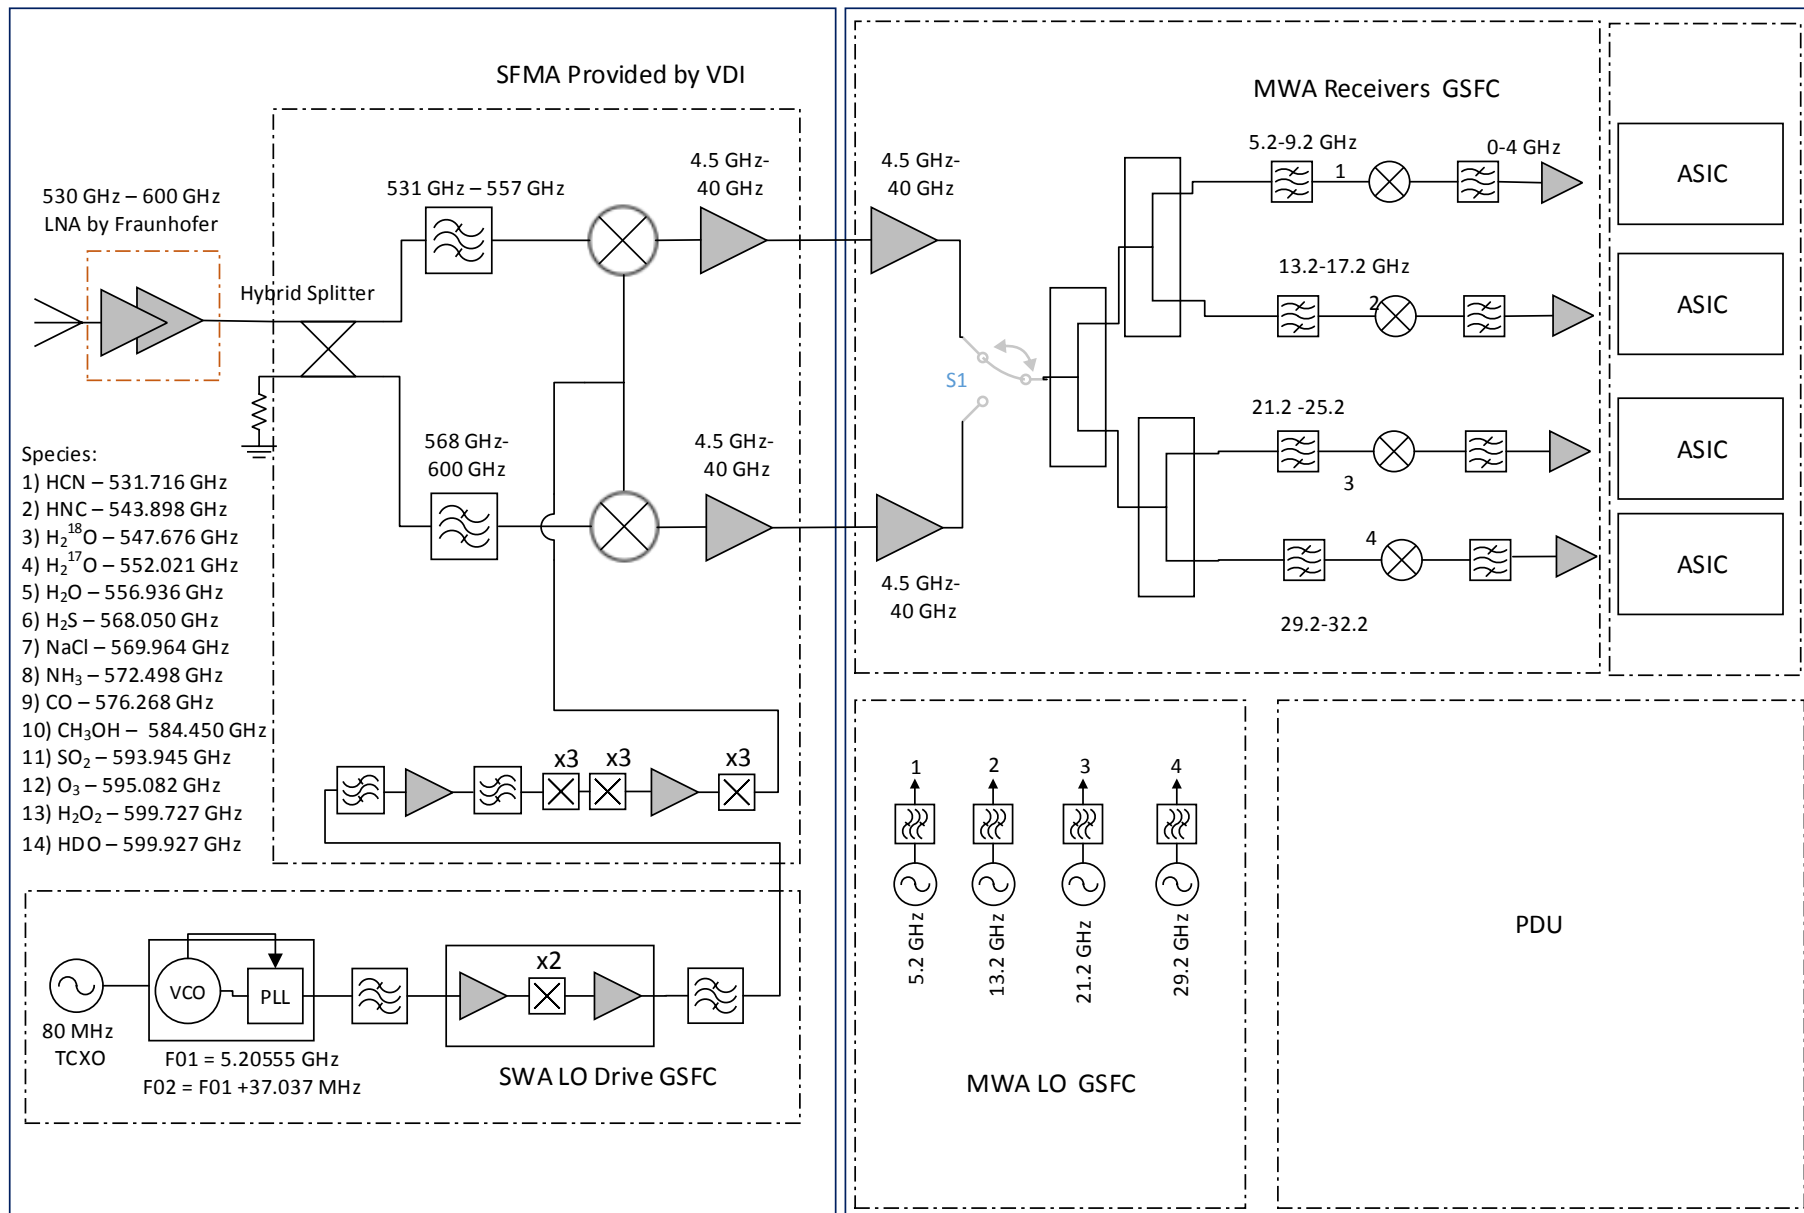 SFMA Provided by VDI
530 GHz – 600 GHz
LNA by Fraunhofer
Hybrid Splitter
531 GHz – 557 GHz
4.5 GHz-
40 GHz
568 GHz-
600 GHz
4.5 GHz-
40 GHz
Species:
1) HCN – 531.716 GHz
2) HNC – 543.898 GHz
3) H₂¹⁸O – 547.676 GHz
4) H₂¹⁷O – 552.021 GHz
5) H₂O – 556.936 GHz
6) H₂S – 568.050 GHz
7) NaCl – 569.964 GHz
8) NH₃ – 572.498 GHz
9) CO – 576.268 GHz
10) CH₃OH – 584.450 GHz
11) SO₂ – 593.945 GHz
12) O₃ – 595.082 GHz
13) H₂O₂ – 599.727 GHz
14) HDO – 599.927 GHz
x3
x3
x3
80 MHz
TCXO
VCO
PLL
F01 = 5.20555 GHz
F02 = F01 +37.037 MHz
x2
SWA LO Drive GSFC
MWA Receivers GSFC
4.5 GHz-
40 GHz
4.5 GHz-
40 GHz
S1
5.2-9.2 GHz
1
0-4 GHz
13.2-17.2 GHz
2
21.2 -25.2
3
4
29.2-32.2
ASIC
ASIC
ASIC
ASIC
1
2
3
4
5.2 GHz
13.2 GHz
21.2 GHz
29.2 GHz
MWA LO GSFC
PDU